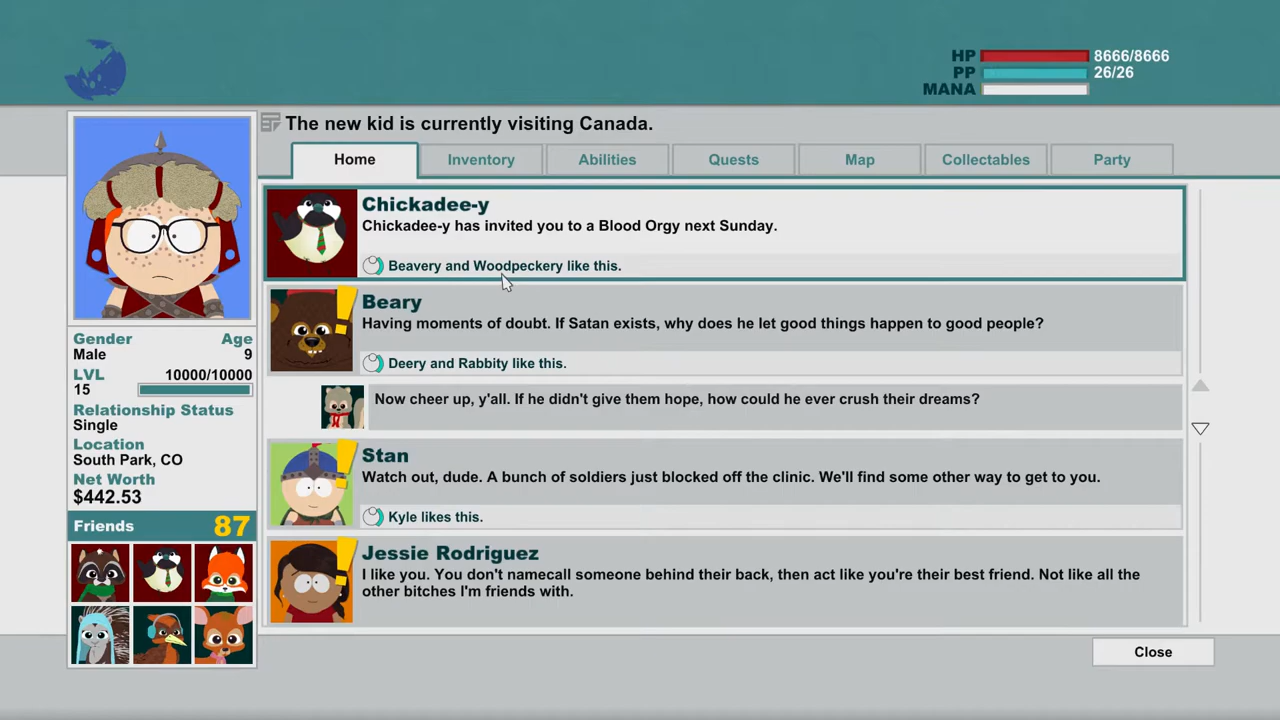 HP 8666/8666
PP 26/26
MANA
The new kid is currently visiting Canada.
Home Inventory Abilities Quests Map Collectables Party
Gender Age
Male 9
LVL 10000/10000
15
Relationship Status
Single
Location
South Park, CO
Net Worth
$442.53
Friends 87
Chickadee-y
Chickadee-y has invited you to a Blood Orgy next Sunday.
Beavery and Woodpeckery like this.
!
Beary
Having moments of doubt. If Satan exists, why does he let good things happen to good people?
Deery and Rabbity like this.
Now cheer up, y'all. If he didn't give them hope, how could he ever crush their dreams?
!
Stan
Watch out, dude. A bunch of soldiers just blocked off the clinic. We'll find some other way to get to you.
Kyle likes this.
!
Jessie Rodriguez
I like you. You don't namecall someone behind their back, then act like you're their best friend. Not like all the
other bitches I'm friends with.
Close